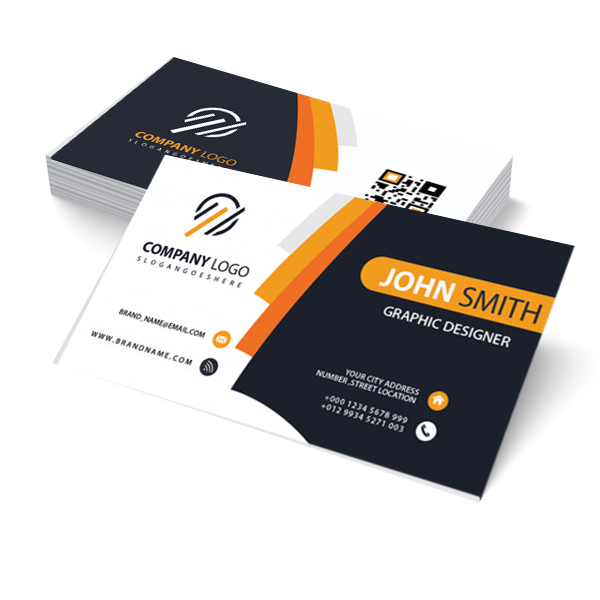 COMPANY LOGO
SLOGANGOESHERE
COMPANY LOGO
SLOGANGOESHERE
BRAND_NAME@EMAIL.COM
WWW.BRANDNAME.COM
JOHN SMITH
GRAPHIC DESIGNER
YOUR CITY ADDRESS
NUMBER,STREET LOCATION
+000 1234 5678 999
+012 9934 5271 003